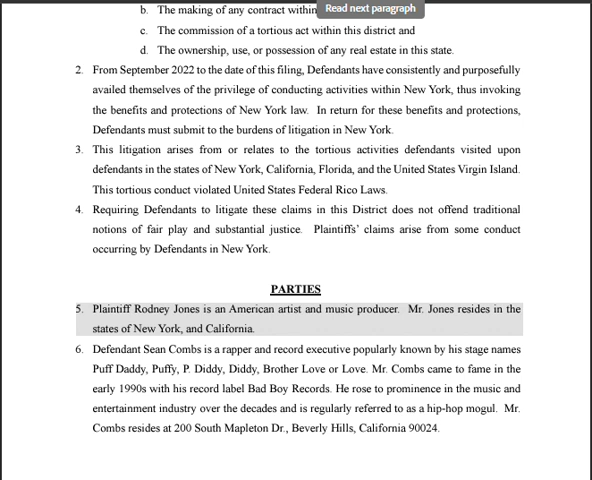 b. The making of any contract within
Read next paragraph
c. The commission of a tortious act within this district and
d. The ownership, use, or possession of any real estate in this state.
2. From September 2022 to the date of this filing, Defendants have consistently and purposefully
availed themselves of the privilege of conducting activities within New York, thus invoking
the benefits and protections of New York law. In return for these benefits and protections,
Defendants must submit to the burdens of litigation in New York.
3. This litigation arises from or relates to the tortious activities defendants visited upon
defendants in the states of New York, California, Florida, and the United States Virgin Island.
This tortious conduct violated United States Federal Rico Laws.
4. Requiring Defendants to litigate these claims in this District does not offend traditional
notions of fair play and substantial justice. Plaintiffs’ claims arise from some conduct
occurring by Defendants in New York.
PARTIES
5. Plaintiff Rodney Jones is an American artist and music producer. Mr. Jones resides in the
states of New York, and California.
6. Defendant Sean Combs is a rapper and record executive popularly known by his stage names
Puff Daddy, Puffy, P. Diddy, Diddy, Brother Love or Love. Mr. Combs came to fame in the
early 1990s with his record label Bad Boy Records. He rose to prominence in the music and
entertainment industry over the decades and is regularly referred to as a hip-hop mogul. Mr.
Combs resides at 200 South Mapleton Dr., Beverly Hills, California 90024.